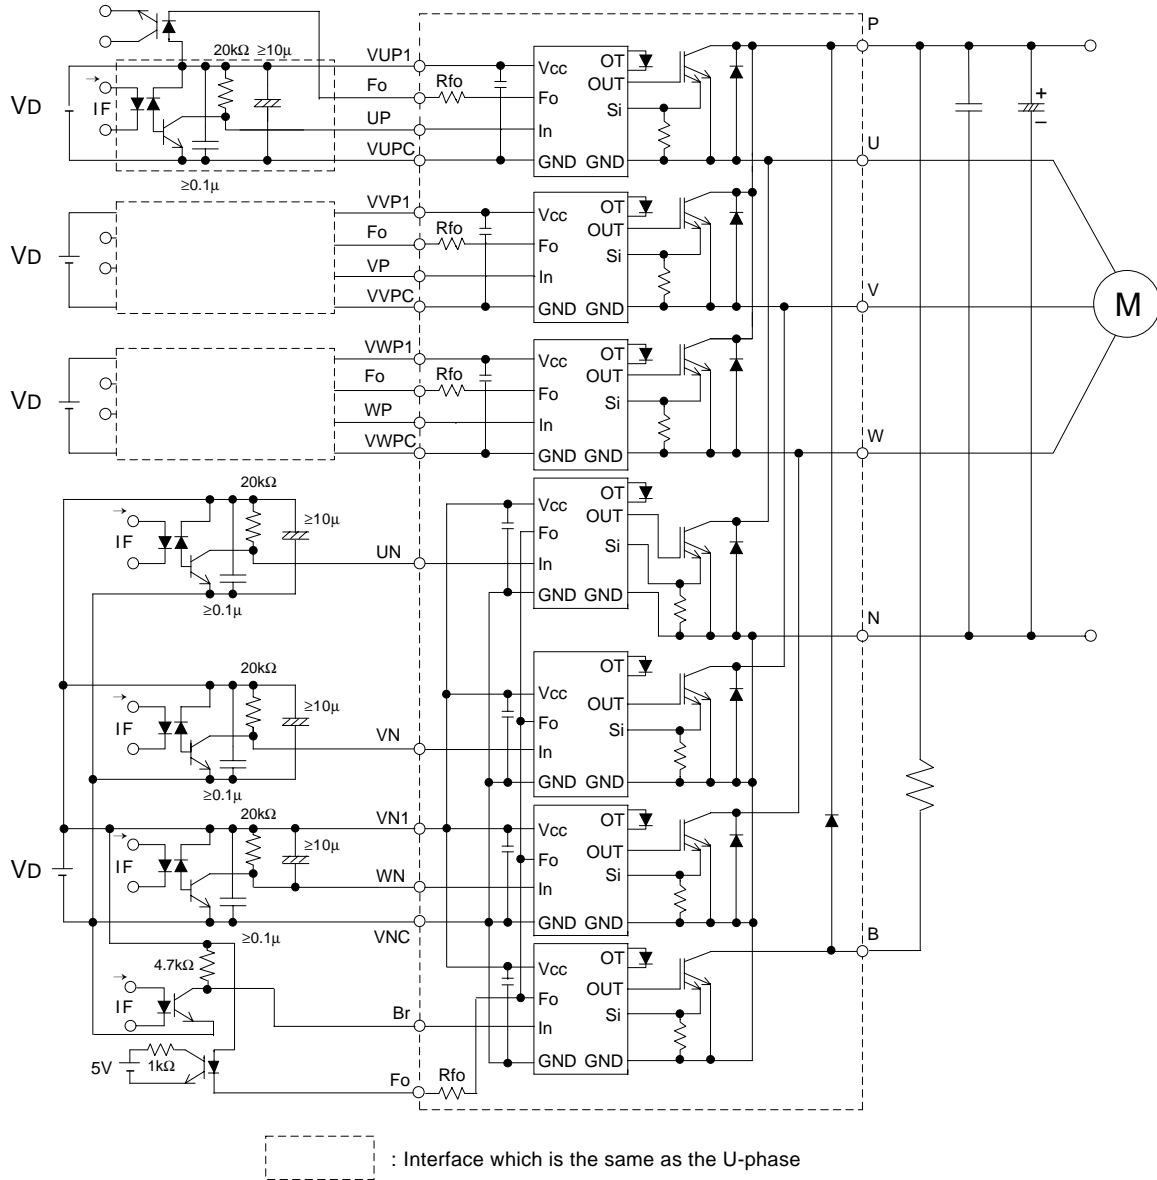 P
20kΩ ≥10µ VUP1 Vcc OT
VD IF Fo Rfo Fo OUT
UP In Si + –
VUPC GND GND U
≥0.1µ
VVP1 Vcc OT
Fo Rfo Fo OUT
VD VP In Si
VVPC GND GND V
M
VWP1 Vcc OT
Fo Rfo Fo OUT
VD WP In Si
VWPC GND GND W
20kΩ
≥10µ Vcc OT
IF Fo OUT
UN In Si
≥0.1µ GND GND N
20kΩ OT
≥10µ Vcc OUT
IF Fo Si
VN In
≥0.1µ GND GND
20kΩ VN1 Vcc OT
≥10µ
VD IF Fo OUT
WN In Si
GND GND B
≥0.1µ VNC
4.7kΩ Vcc OT
IF Fo OUT
Br In Si
5V 1kΩ GND GND
Fo Rfo
: Interface which is the same as the U-phase